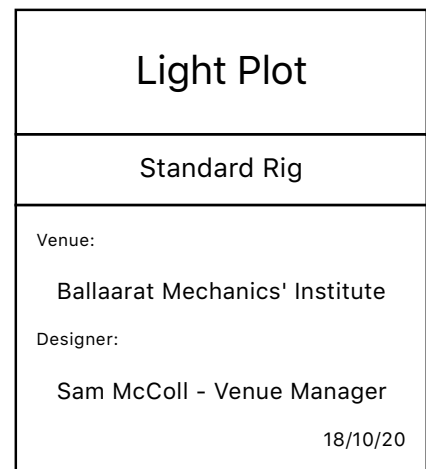 Light Plot
Standard Rig
Venue:
Ballaarat Mechanics' Institute
Designer:
Sam McColl - Venue Manager
18/10/20